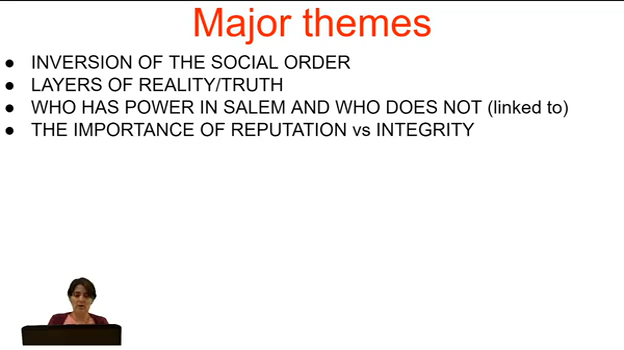 Major themes
● INVERSION OF THE SOCIAL ORDER
● LAYERS OF REALITY/TRUTH
● WHO HAS POWER IN SALEM AND WHO DOES NOT (linked to)
● THE IMPORTANCE OF REPUTATION vs INTEGRITY